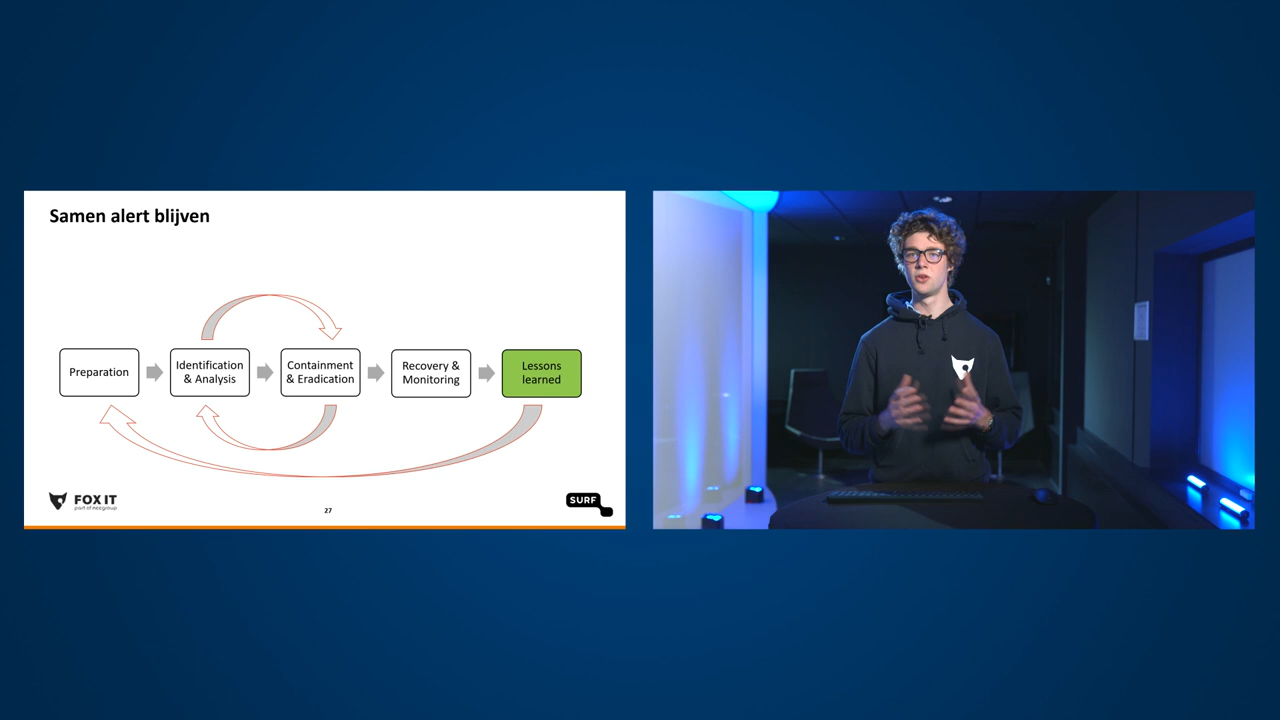 Samen alert blijven
Preparation
Identification
& Analysis
Containment
& Eradication
Recovery &
Monitoring
Lessons
learned
FOX IT
part of nccgroup
27
SURF